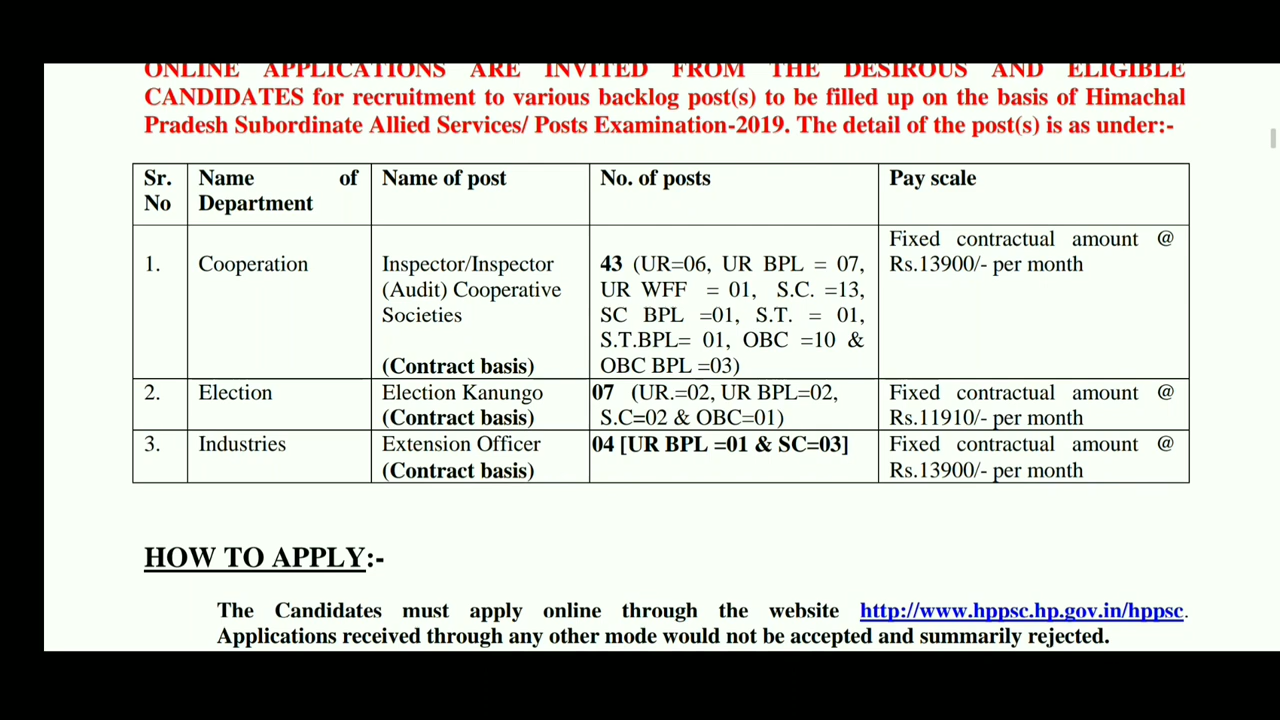 ONLINE APPLICATIONS ARE INVITED FROM THE DESIROUS AND ELIGIBLE
CANDIDATES for recruitment to various backlog post(s) to be filled up on the basis of Himachal
Pradesh Subordinate Allied Services/ Posts Examination-2019. The detail of the post(s) is as under:-
Sr. No
Name of Department
Name of post
No. of posts
Pay scale
1.
Cooperation
Inspector/Inspector
(Audit) Cooperative
Societies
(Contract basis)
43 (UR=06, UR BPL = 07,
UR WFF = 01, S.C. =13,
SC BPL =01, S.T. = 01,
S.T.BPL= 01, OBC =10 &
OBC BPL =03)
Fixed contractual amount @
Rs.13900/- per month
2.
Election
Election Kanungo
(Contract basis)
07 (UR.=02, UR BPL=02,
S.C=02 & OBC=01)
Fixed contractual amount @
Rs.11910/- per month
3.
Industries
Extension Officer
(Contract basis)
04 [UR BPL =01 & SC=03]
Fixed contractual amount @
Rs.13900/- per month
HOW TO APPLY:-
The Candidates must apply online through the website http://www.hppsc.hp.gov.in/hppsc.
Applications received through any other mode would not be accepted and summarily rejected.